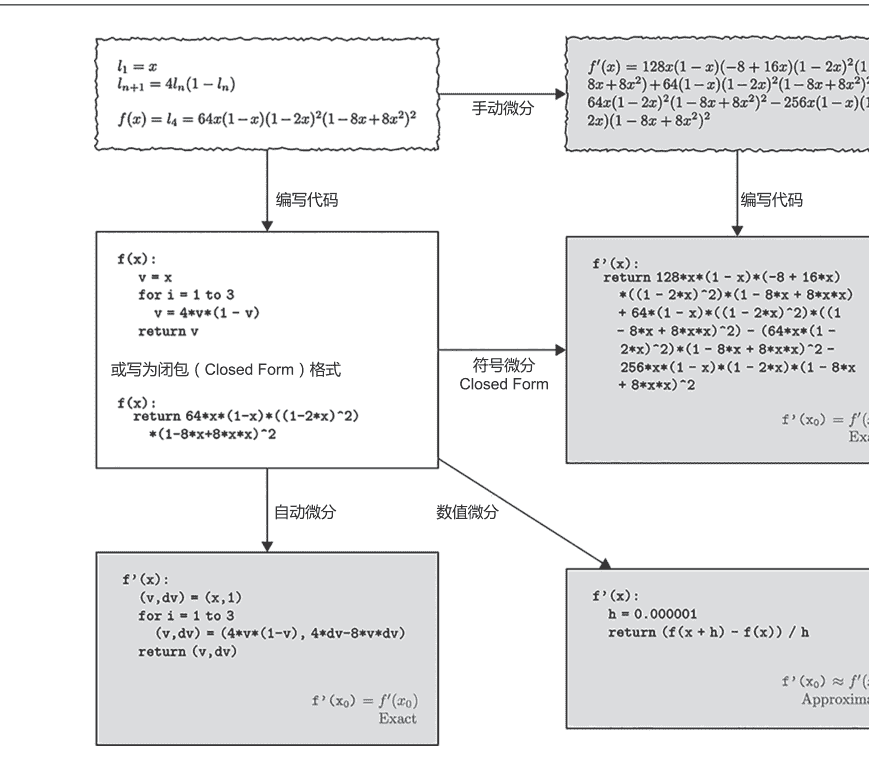 l₁ = x
lₙ₊₁ = 4lₙ(1 − lₙ)
f(x) = l₄ = 64x(1−x)(1−2x)²(1−8x+8x²)²
手动微分
f′(x) = 128x(1 − x)(−8 + 16x)(1 − 2x)²(1
8x+8x²)+64(1−x)(1−2x)²(1−8x+8x²)²
64x(1−2x)²(1−8x+8x²)²−256x(1−x)(1
2x)(1 − 8x + 8x²)²
编写代码
编写代码
f(x):
v = x
for i = 1 to 3
v = 4*v*(1 - v)
return v
或写为闭包（Closed Form）格式
f(x):
return 64*x*(1-x)*((1-2*x)^2)
*(1-8*x+8*x*x)^2
符号微分
Closed Form
f'(x):
return 128*x*(1 - x)*(-8 + 16*x)
*((1 - 2*x)^2)*(1 - 8*x + 8*x*x)
+ 64*(1 - x)*((1 - 2*x)^2)*((1
- 8*x + 8*x*x)^2) - (64*x*(1 -
2*x)^2)*(1 - 8*x + 8*x*x)^2 -
256*x*(1 - x)*(1 - 2*x)*(1 - 8*x
+ 8*x*x)^2
f'(x₀) = f′(
Exa
自动微分
数值微分
f'(x):
(v,dv) = (x,1)
for i = 1 to 3
(v,dv) = (4*v*(1-v), 4*dv-8*v*dv)
return (v,dv)
f'(x₀) = f′(x₀)
Exact
f'(x):
h = 0.000001
return (f(x + h) - f(x)) / h
f'(x₀) ≈ f′(
Approxima